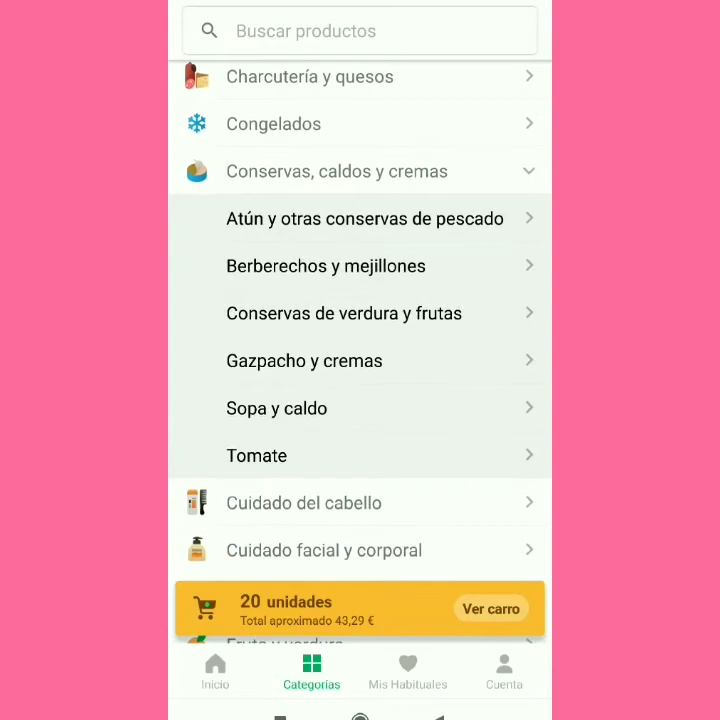 Buscar productos
Charcutería y quesos
Congelados
Conservas, caldos y cremas
Atún y otras conservas de pescado
Berberechos y mejillones
Conservas de verdura y frutas
Gazpacho y cremas
Sopa y caldo
Tomate
Cuidado del cabello
Cuidado facial y corporal
20 unidades
Total aproximado 43,29 €
Ver carro
Fruta y verdura
Inicio
Categorías
Mis Habituales
Cuenta